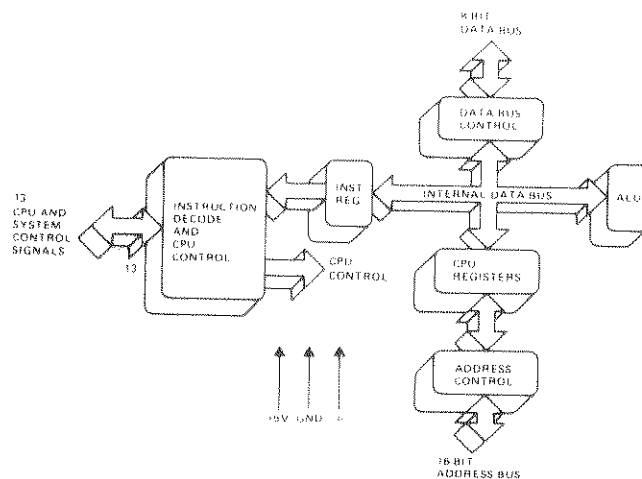 8 BIT
DATA BUS
DATA BUS
CONTROL
13
CPU AND
SYSTEM
CONTROL
SIGNALS
13
INSTRUCTION
DECODE
AND
CPU
CONTROL
INST
REG
INTERNAL DATA BUS
ALU
CPU
CONTROL
CPU
REGISTERS
ADDRESS
CONTROL
+5V GND
16-BIT
ADDRESS BUS